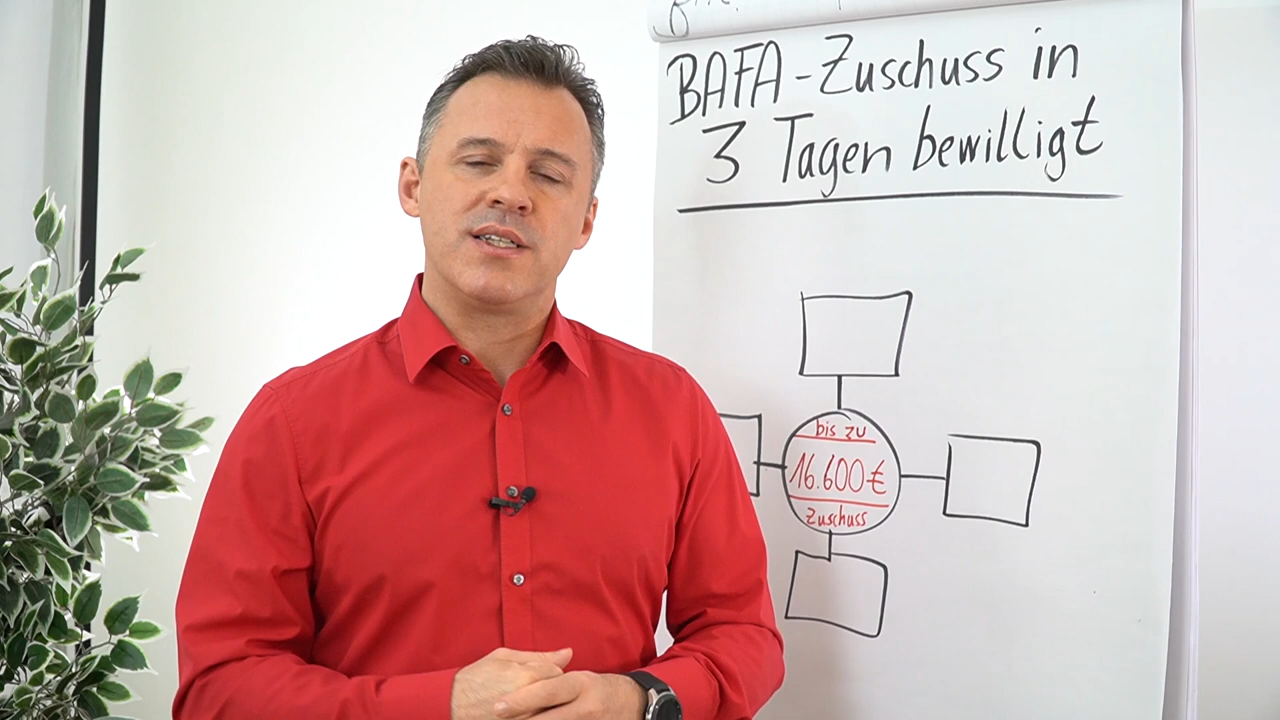 BAFA-Zuschuss in
3 Tagen bewilligt
bis zu
16.600€
Zuschuss